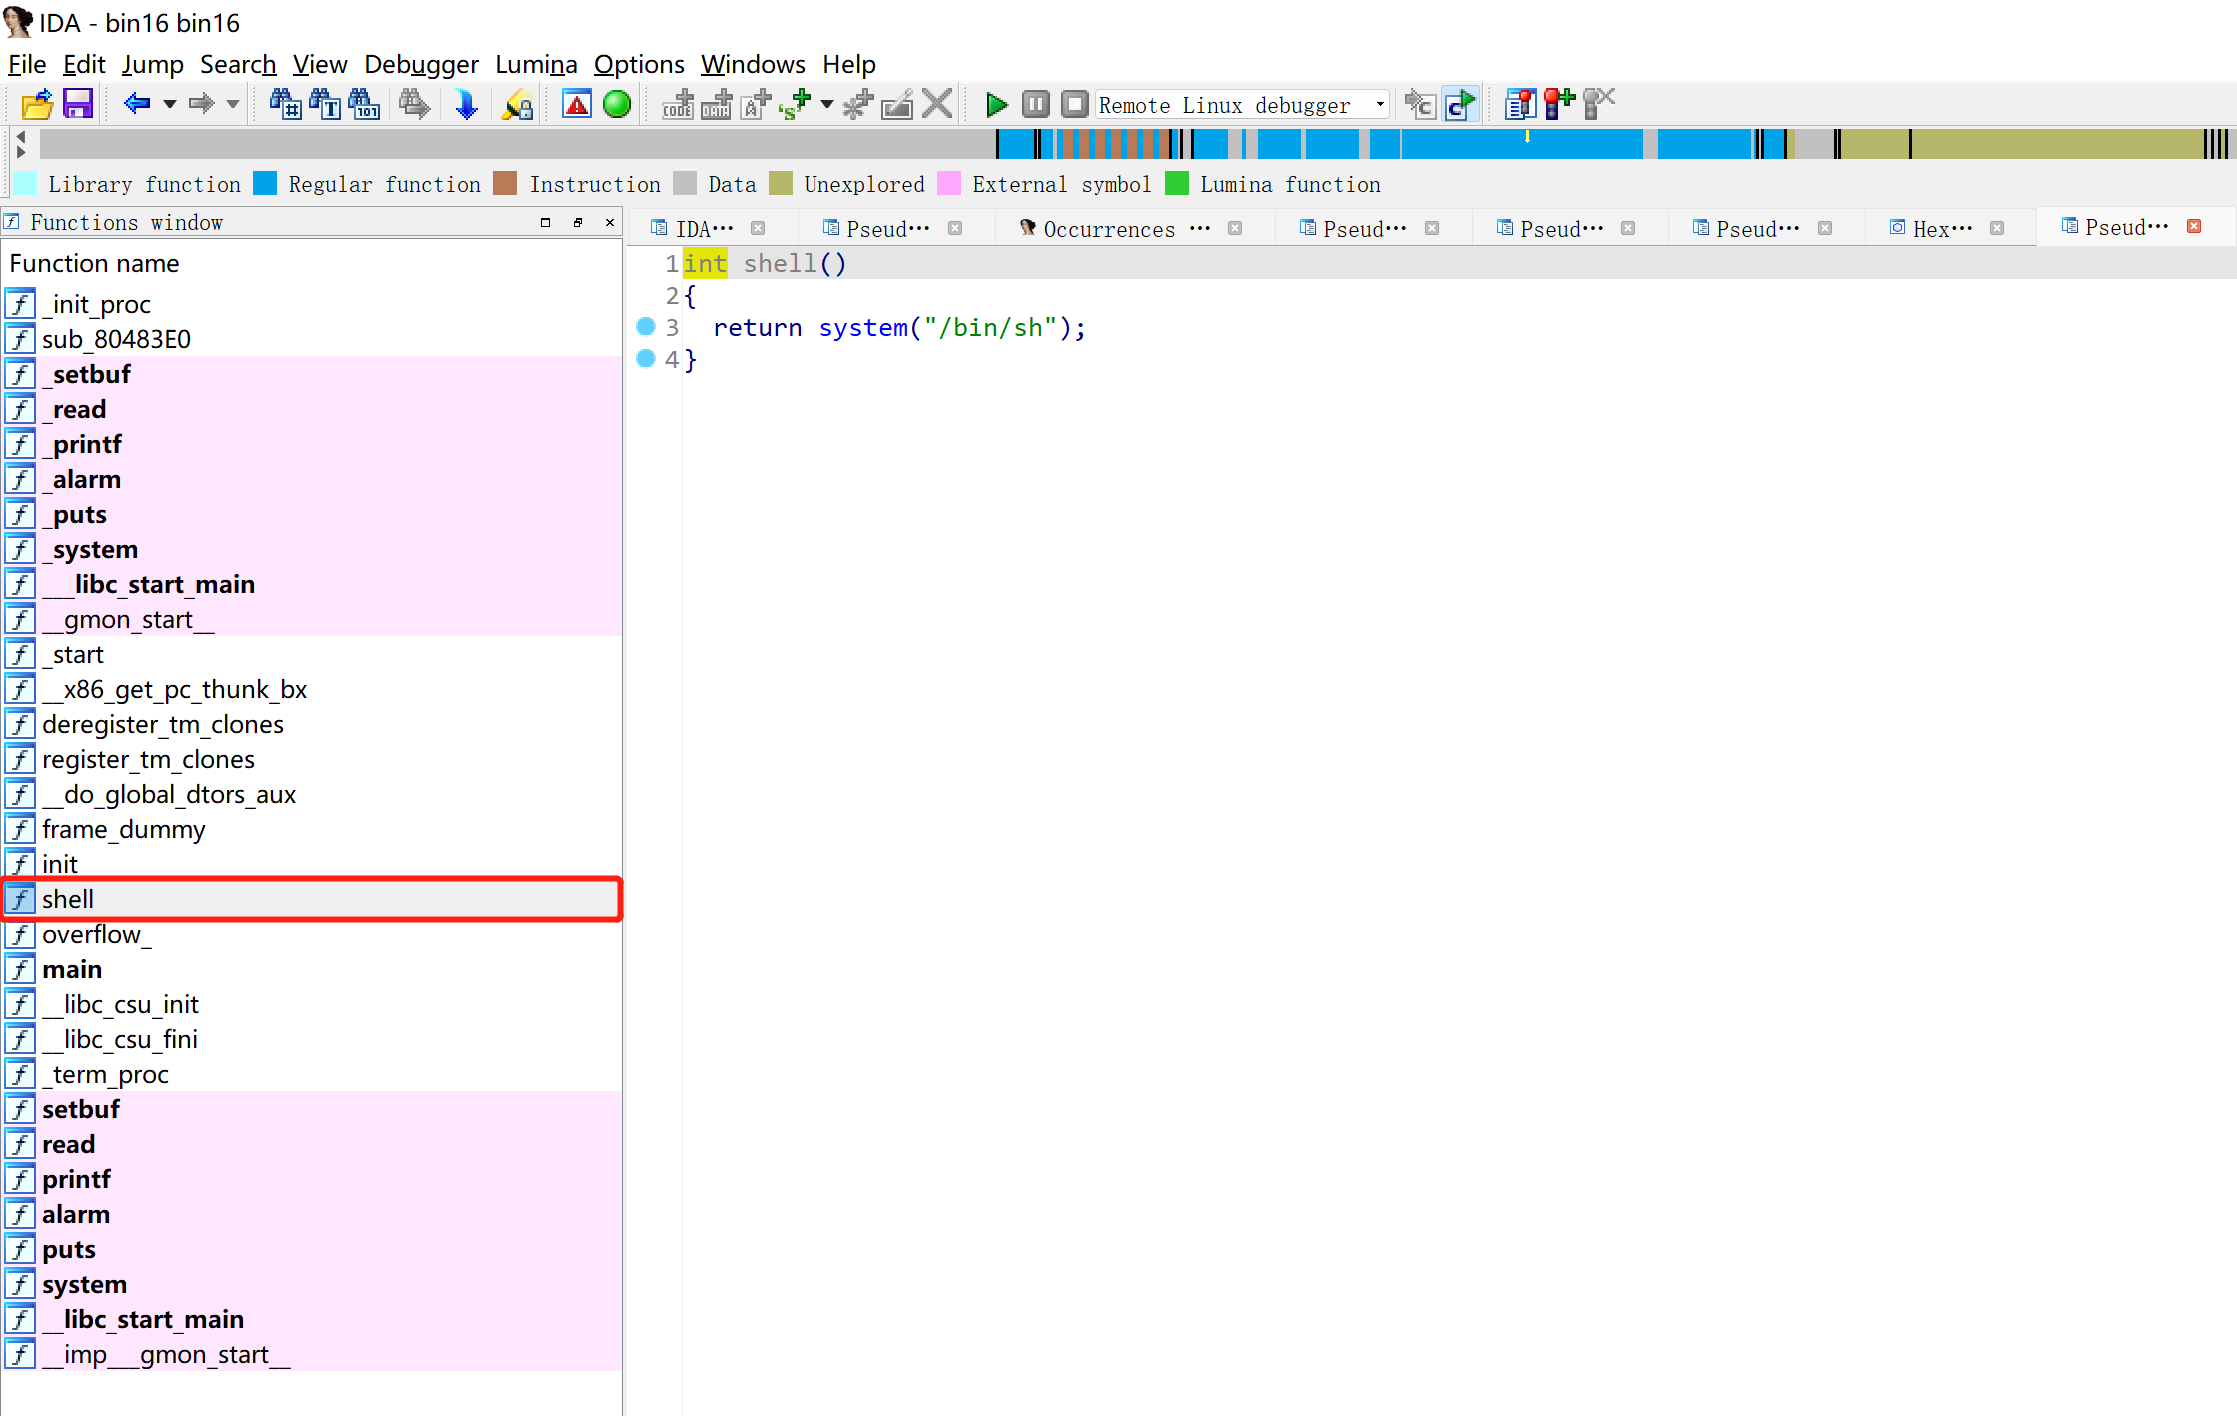 IDA - bin16 bin16
File Edit Jump Search View Debugger Lumina Options Windows Help
Remote Linux debugger
Library function Regular function Instruction Data Unexplored External symbol Lumina function
Functions window
IDA··· Pseud··· Occurrences ··· Pseud··· Pseud··· Pseud··· Hex··· Pseud···
Function name
_init_proc
sub_80483E0
_setbuf
_read
_printf
_alarm
_puts
_system
___libc_start_main
__gmon_start__
_start
__x86_get_pc_thunk_bx
deregister_tm_clones
register_tm_clones
__do_global_dtors_aux
frame_dummy
init
shell
overflow_
main
__libc_csu_init
__libc_csu_fini
_term_proc
setbuf
read
printf
alarm
puts
system
__libc_start_main
__imp___gmon_start__
1 int shell()
2 {
3 return system("/bin/sh");
4 }